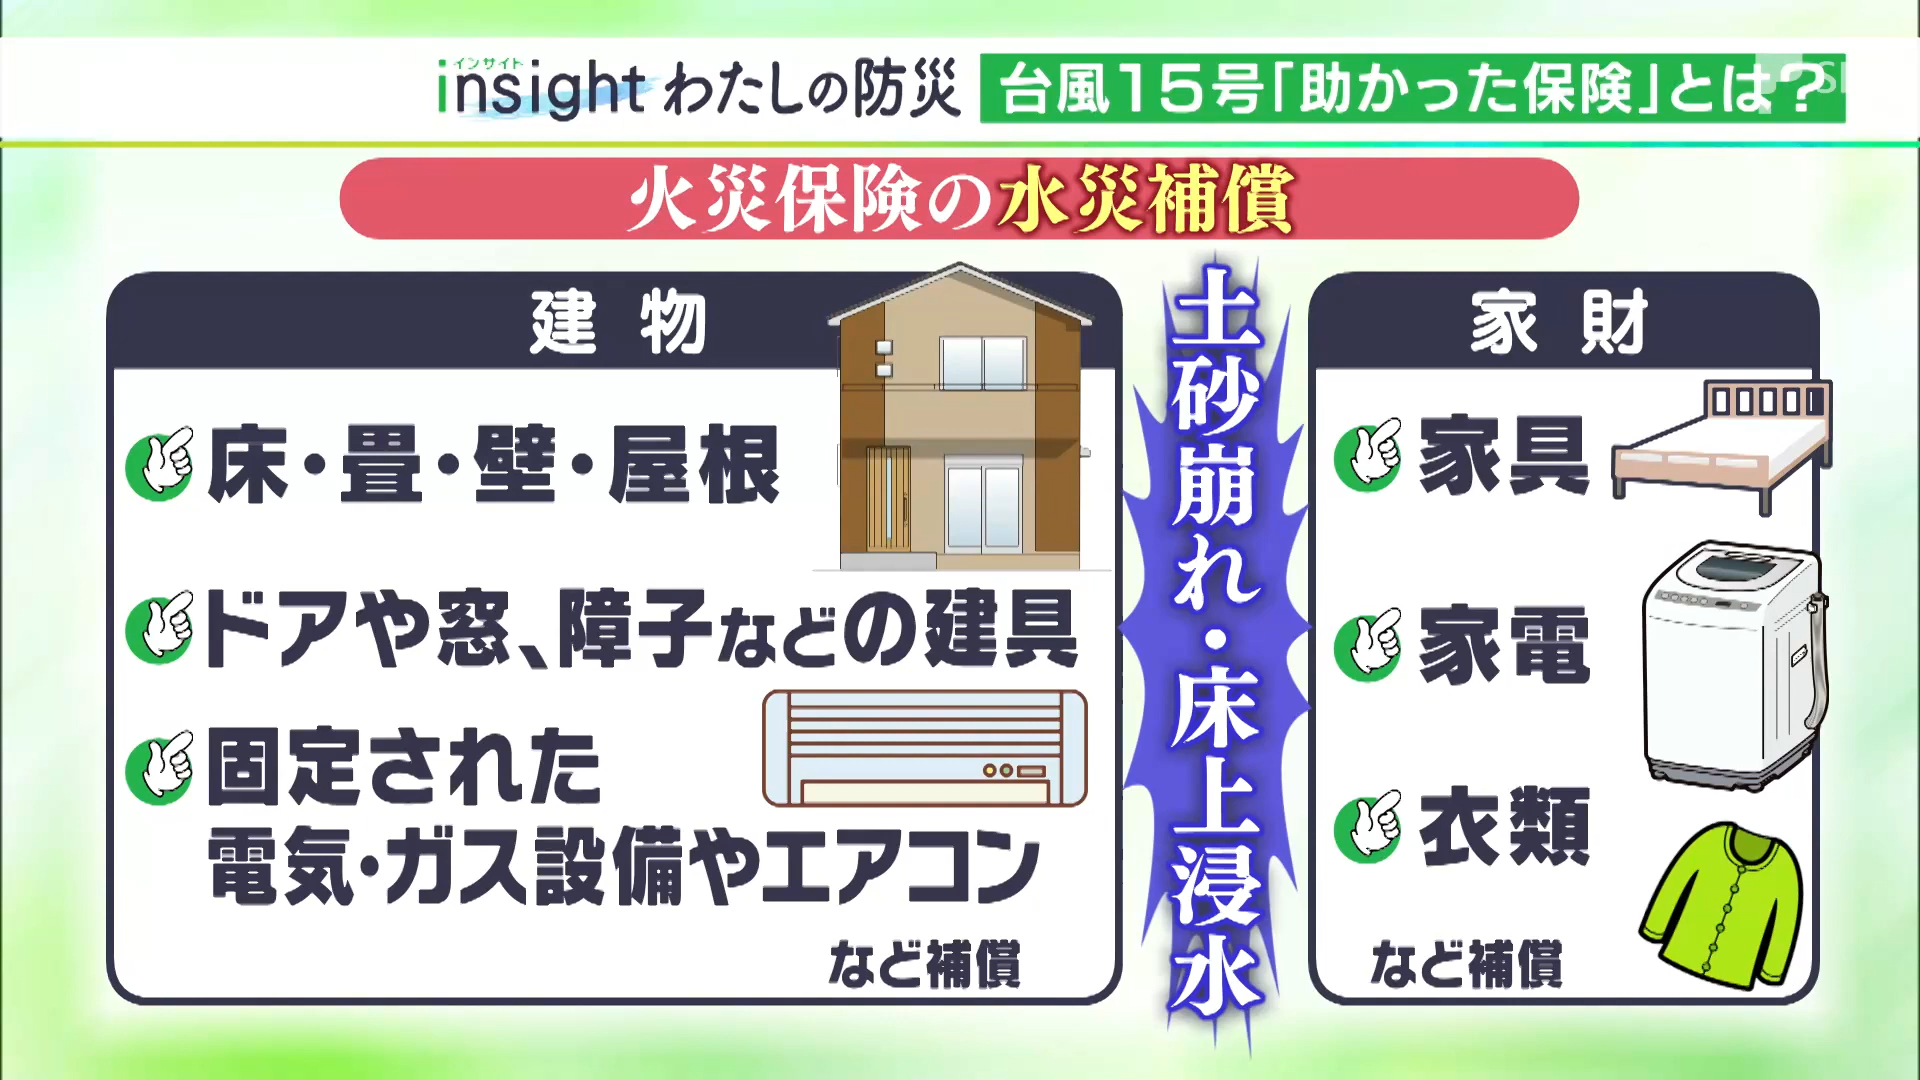 インサイト
insight わたしの防災
台風15号「助かった保険」とは?
火災保険の水災補償
建物
床・畳・壁・屋根
ドアや窓、障子などの建具
固定された
電気・ガス設備やエアコン
など補償
土砂崩れ・床上浸水
家財
家具
家電
衣類
など補償